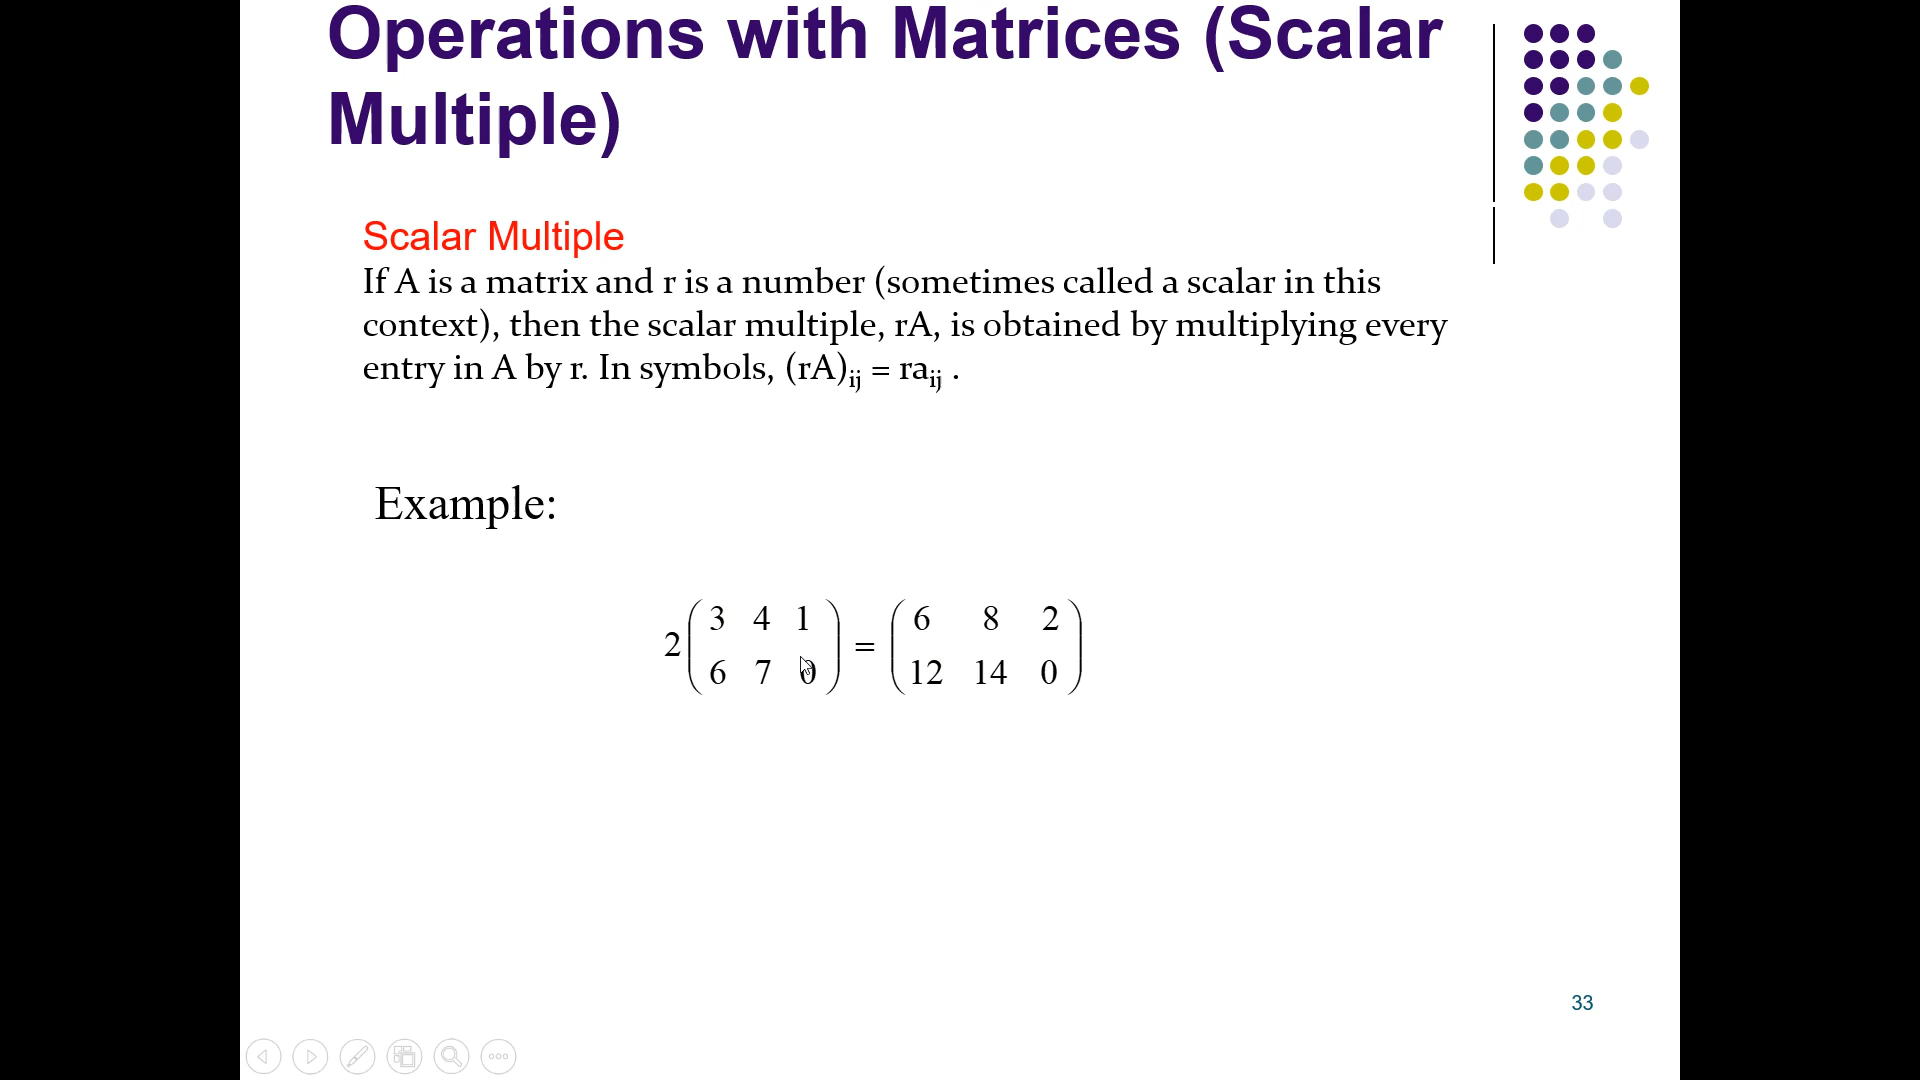 Operations with Matrices (Scalar
Multiple)
Scalar Multiple
If A is a matrix and r is a number (sometimes called a scalar in this
context), then the scalar multiple, rA, is obtained by multiplying every
entry in A by r. In symbols, (rA)ij = raij .
Example:
2 ( 3 4 1 ) = ( 6 8 2 )
( 6 7 0 ) ( 12 14 0 )
33